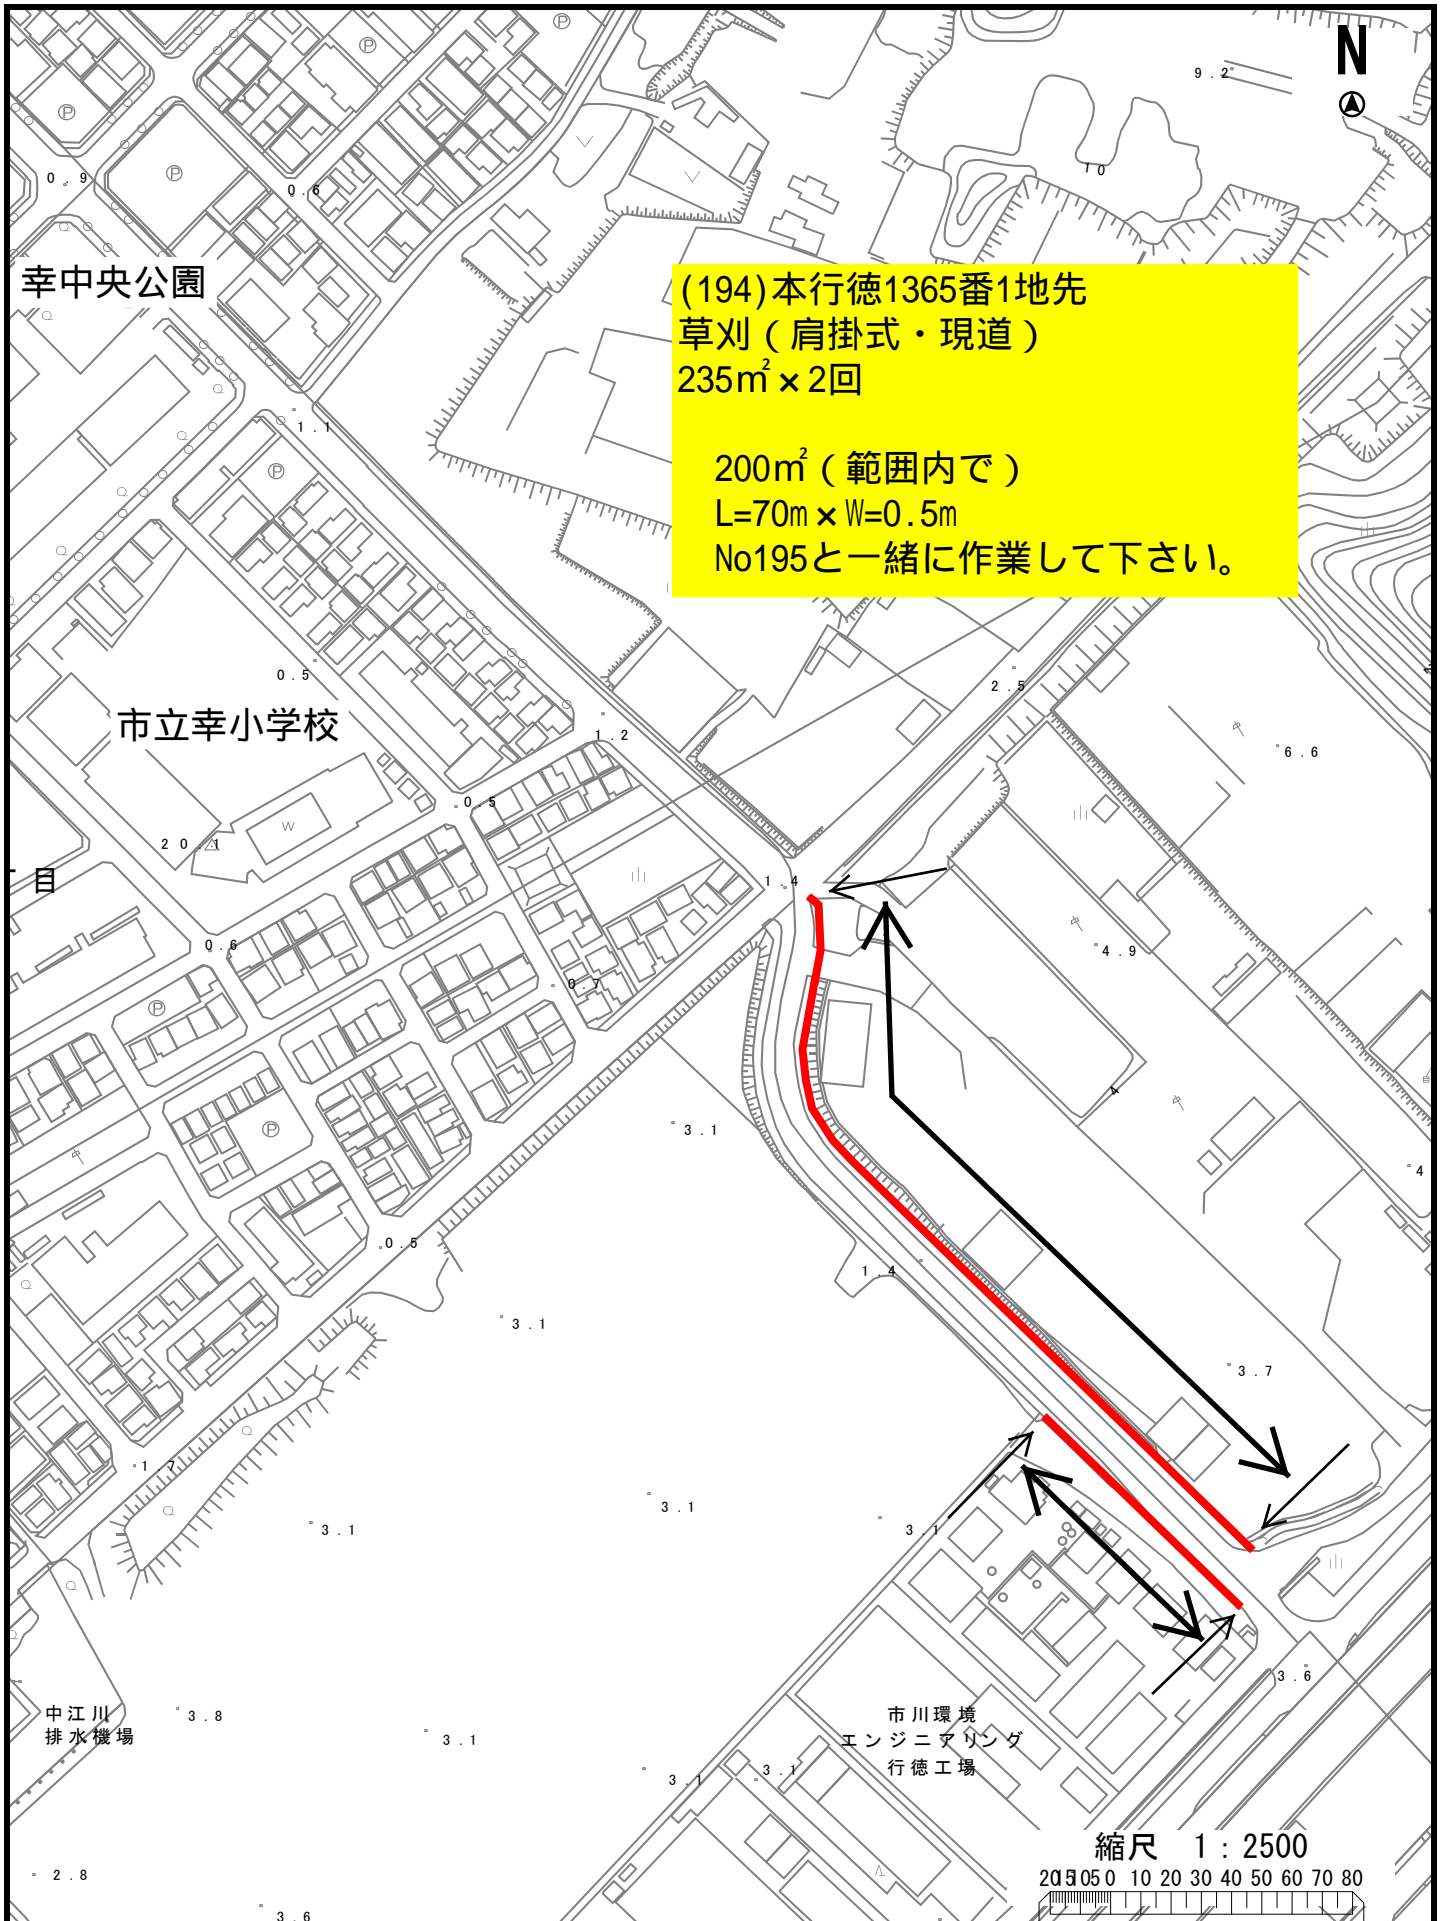 N
9.2
10
0.9
0.6
幸中央公園
(194)本行徳1365番1地先
草刈(肩掛式・現道)
235㎡×2回
200㎡(範囲内で)
L=70m×W=0.5m
No195と一緒に作業して下さい。
1.1
0.5
2.5
市立幸小学校
1.2
6.6
0.5
20.1
目
1.4
0.6
4.9
0.7
4
3.1
4
0.5
1.4
3.1
3.7
1.7
3.1
3.1
3.1
3.6
中江川
排水機場
3.8
3.1
市川環境
エンジニアリング
行徳工場
3.1
3.1
2.8
3.6
縮尺 1:2500
20 15 10 5 0 10 20 30 40 50 60 70 80